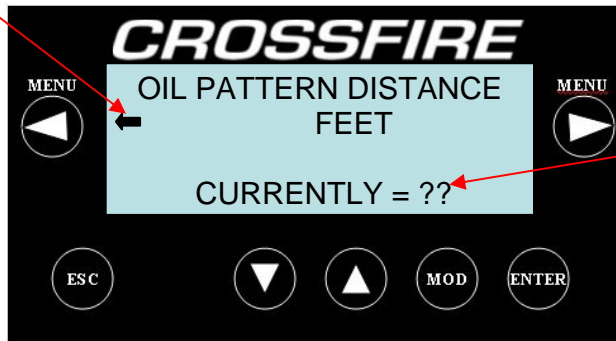 CROSSFIRE
MENU
MENU
OIL PATTERN DISTANCE
FEET
CURRENTLY = ??
ESC
MOD
ENTER